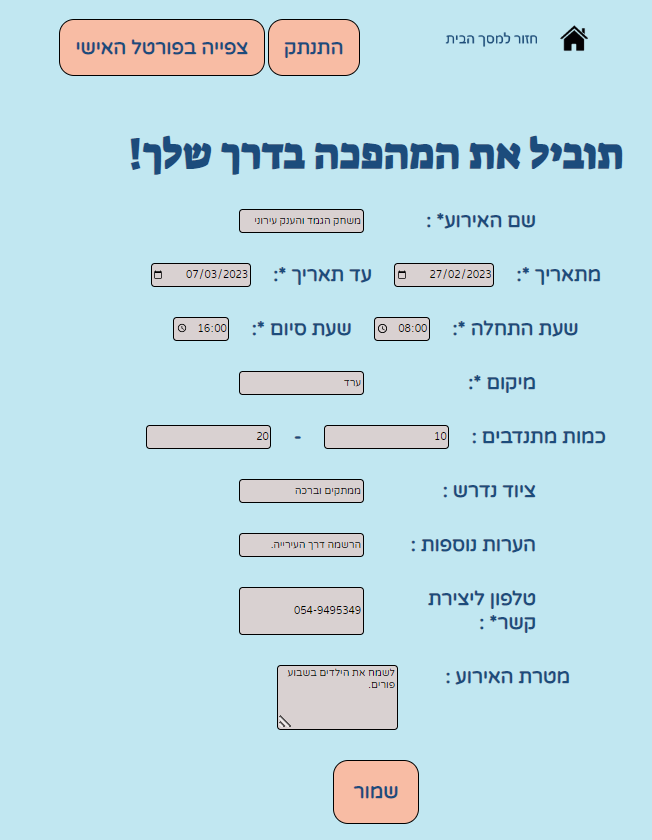 חזור למסך הבית
התנתק
צפייה בפורטל האישי
תוביל את המהפכה בדרך שלך!
שם האירוע* : משחק הגמד והענק עירוני
מתאריך *: 27/02/2023 עד תאריך *: 07/03/2023
שעת התחלה *: 08:00 שעת סיום *: 16:00
מיקום *: ערד
כמות מתנדבים : 10 - 20
ציוד נדרש : ממתקים וברכה
הערות נוספות : הרשמה דרך העירייה.
טלפון ליצירת
קשר* : 054-9495349
מטרת האירוע : לשמח את הילדים בשבוע
פורים.
שמור